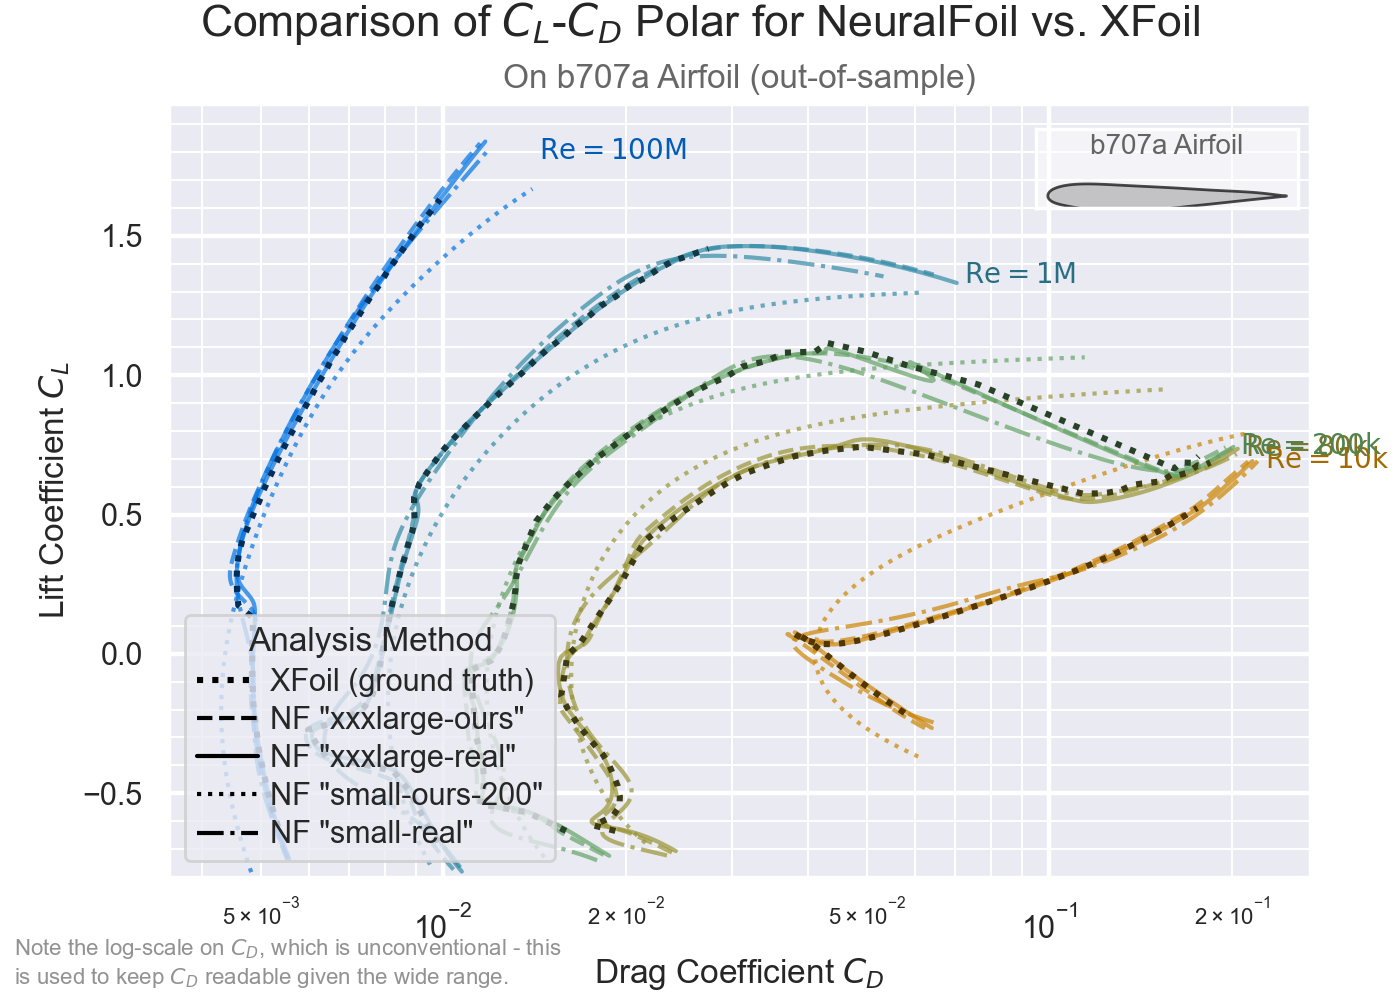 Comparison of C_L-C_D Polar for NeuralFoil vs. XFoil
On b707a Airfoil (out-of-sample)
b707a Airfoil
Re = 100M
Re = 1M
Re = 200k
Re = 80k
Re = 10k
Lift Coefficient C_L
1.5
1.0
0.5
0.0
−0.5
Analysis Method
XFoil (ground truth)
NF "xxxlarge-ours"
NF "xxxlarge-real"
NF "small-ours-200"
NF "small-real"
5 × 10⁻³
10⁻²
2 × 10⁻²
5 × 10⁻²
10⁻¹
2 × 10⁻¹
Drag Coefficient C_D
Note the log-scale on C_D, which is unconventional - this
is used to keep C_D readable given the wide range.